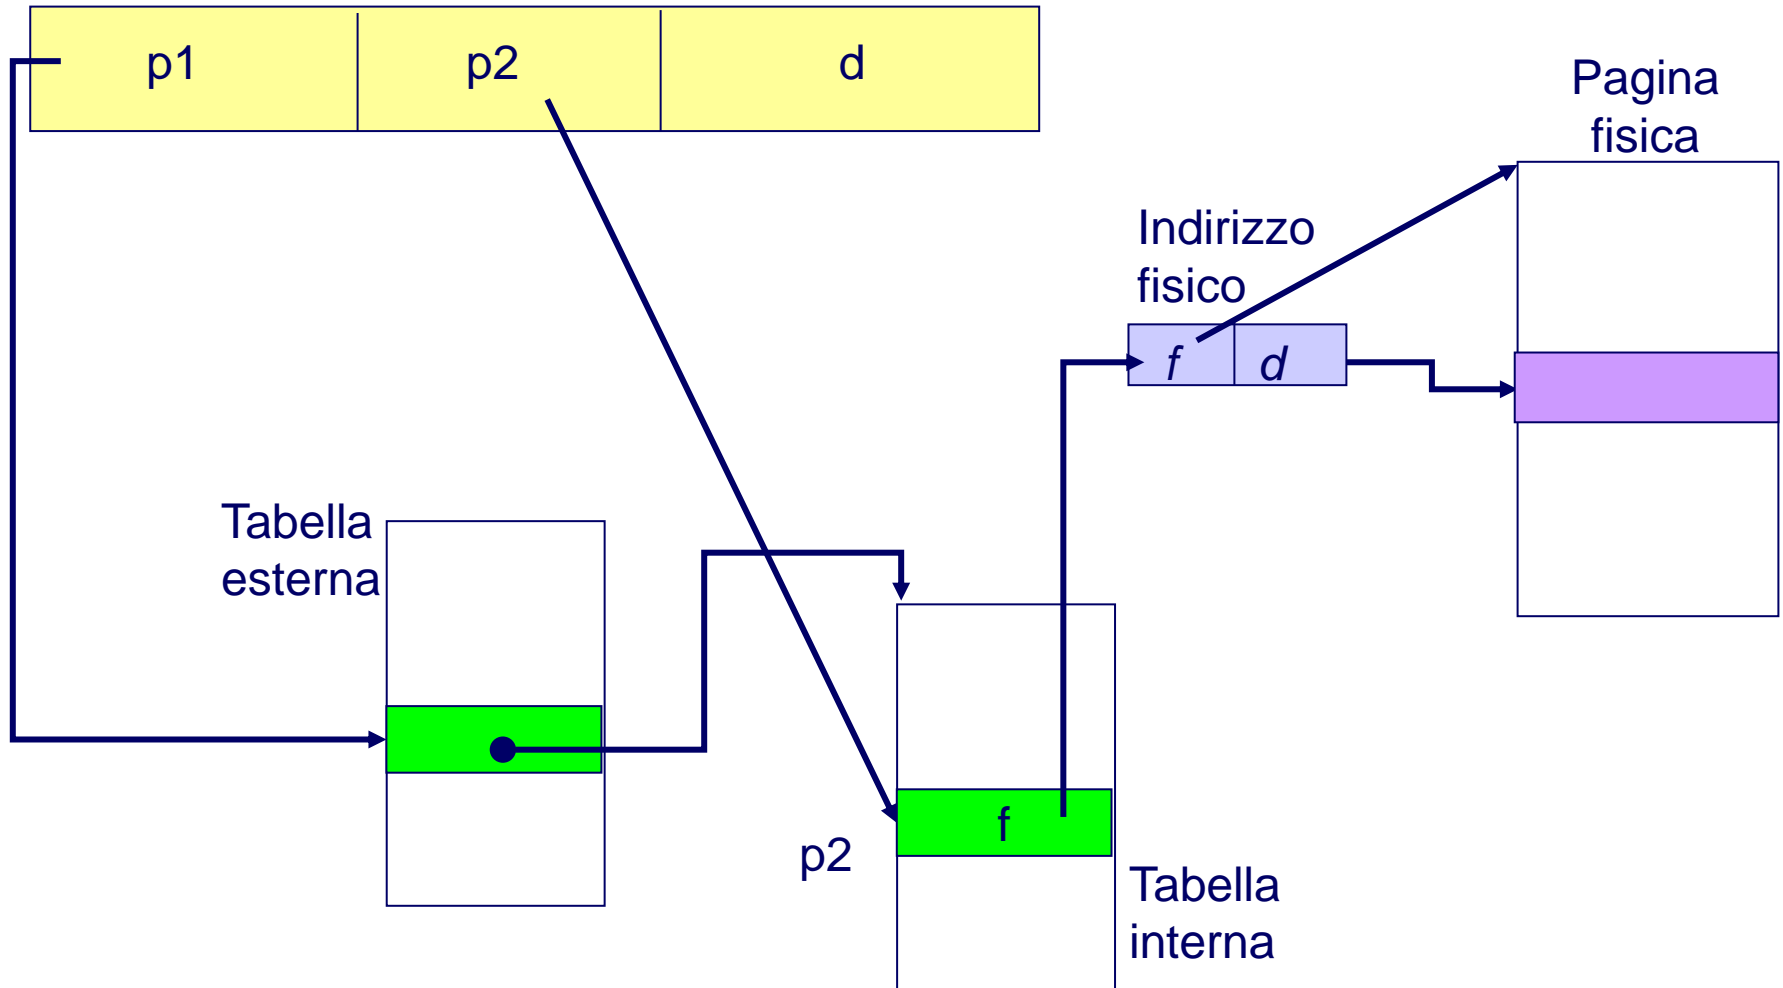 p1
p2
d
Pagina
fisica
Indirizzo
fisico
f
d
Tabella
esterna
f
p2
Tabella
interna